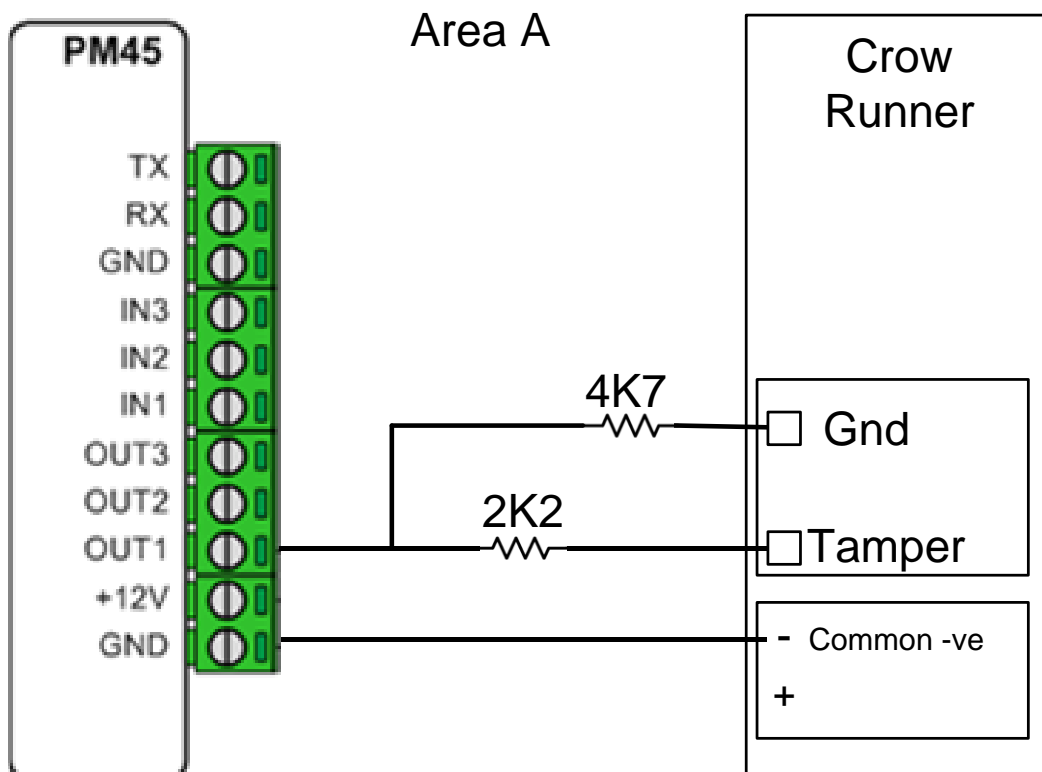 Area A
PM45
TX
RX
GND
IN3
IN2
IN1
OUT3
OUT2
OUT1
+12V
GND
4K7
2K2
Crow
Runner
Gnd
Tamper
- Common -ve
+